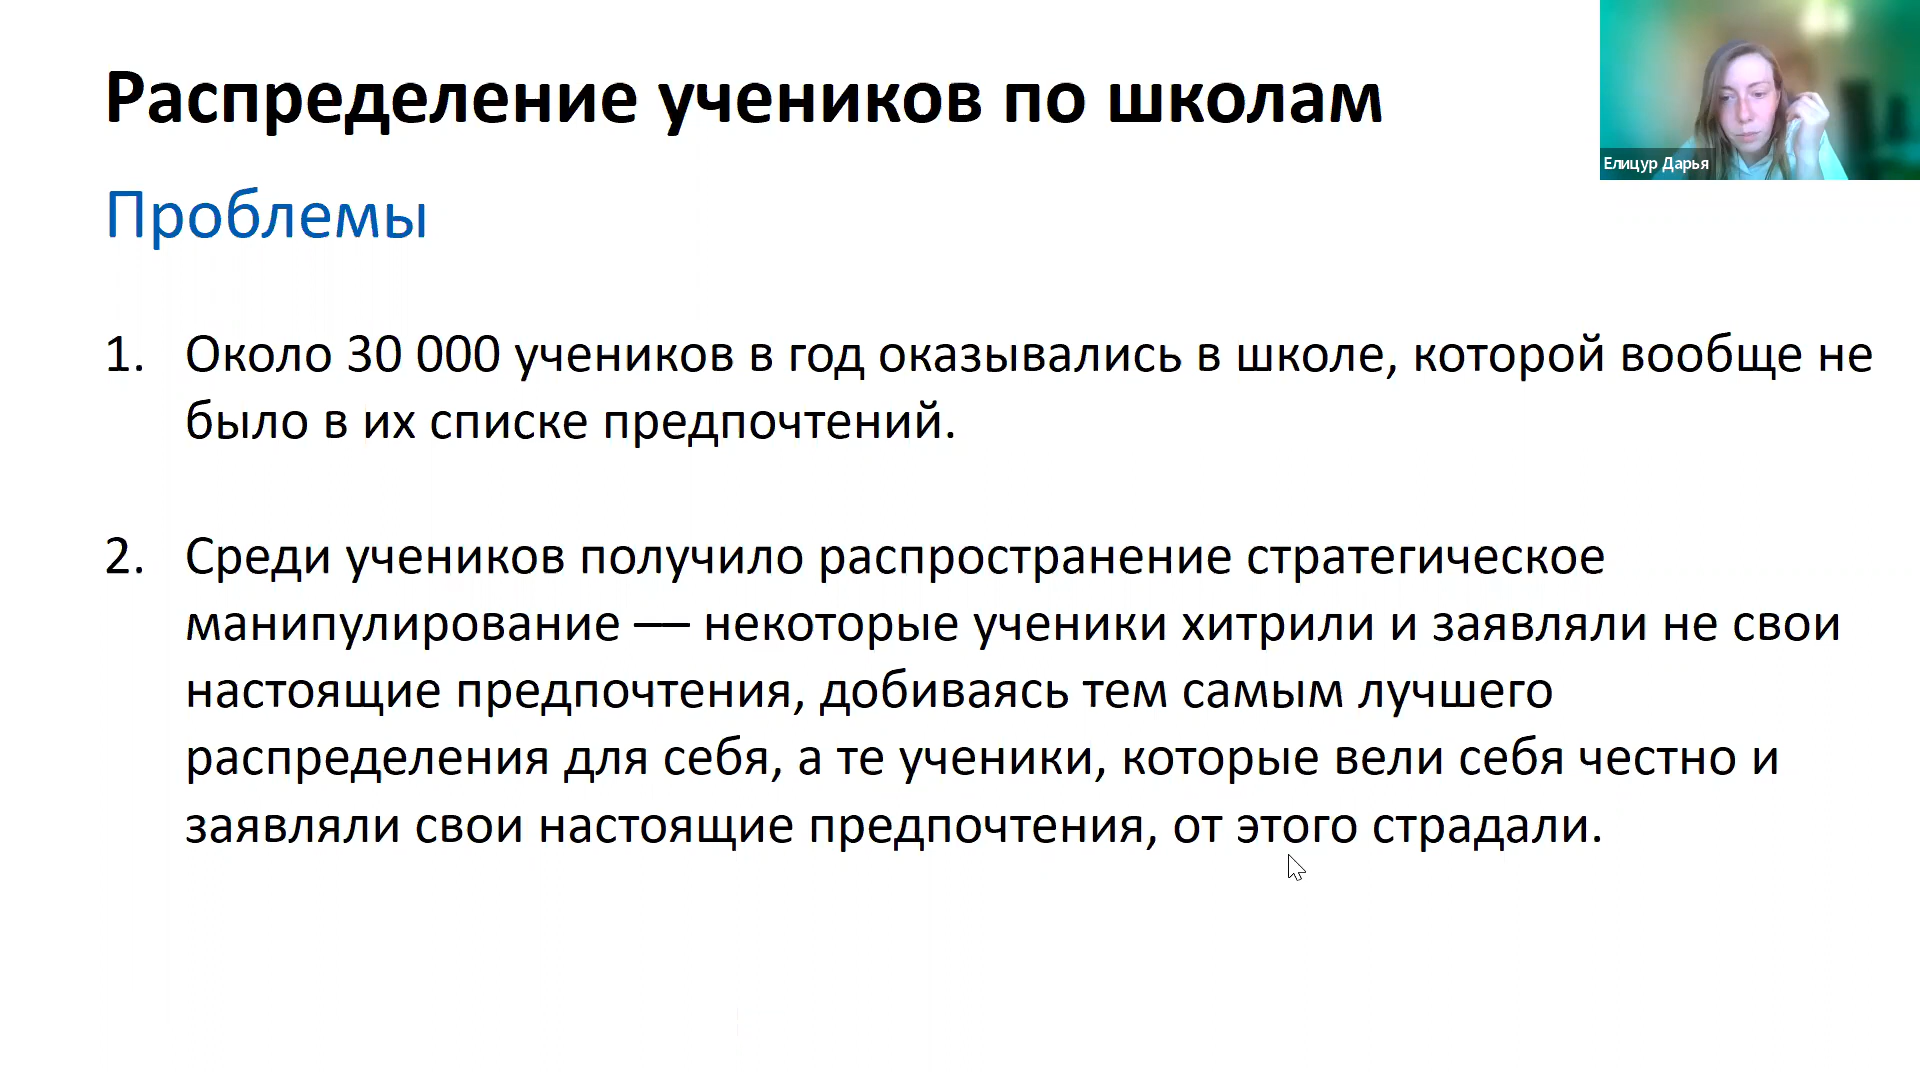 Распределение учеников по школам
Елицур Дарья
Проблемы
1. Около 30 000 учеников в год оказывались в школе, которой вообще не
было в их списке предпочтений.
2. Среди учеников получило распространение стратегическое
манипулирование — некоторые ученики хитрили и заявляли не свои
настоящие предпочтения, добиваясь тем самым лучшего
распределения для себя, а те ученики, которые вели себя честно и
заявляли свои настоящие предпочтения, от этого страдали.